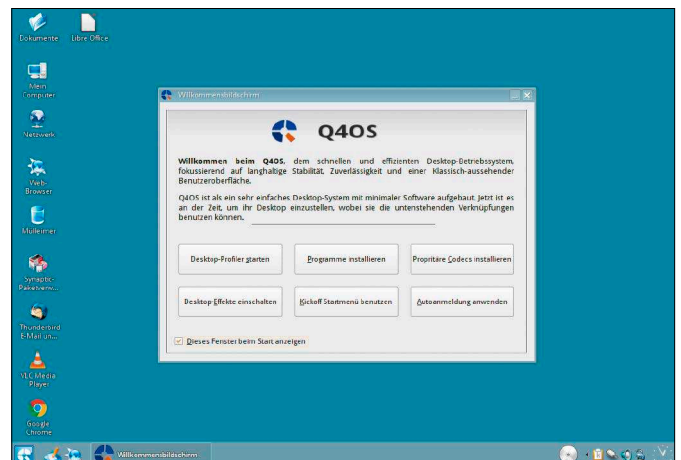 Dokumente
Libre Office
Mein
Computer
Netzwerk
Web-
Browser
Mülleimer
Synaptic-
Paketverw...
Thunderbird
E-Mail un...
VLC Media
Player
Google
Chrome
Willkommensbildschirm
Q4OS
Willkommen beim Q4OS, dem schnellen und effizienten Desktop-Betriebssystem,
fokussierend auf langhaltige Stabilität, Zuverlässigkeit und einer Klassisch-aussehender
Benutzeroberfläche.
Q4OS ist als ein sehr einfaches Desktop-System mit minimaler Software aufgebaut. Jetzt ist es
an der Zeit, um ihr Desktop einzustellen, wobei sie die untenstehenden Verknüpfungen
benutzen können.
Desktop-Profiler starten
Programme installieren
Propritäre Codecs installieren
Desktop Effekte einschalten
Kickoff Startmenü benutzen
Autoanmeldung anwenden
Dieses Fenster beim Start anzeigen
Willkommensbildschirm